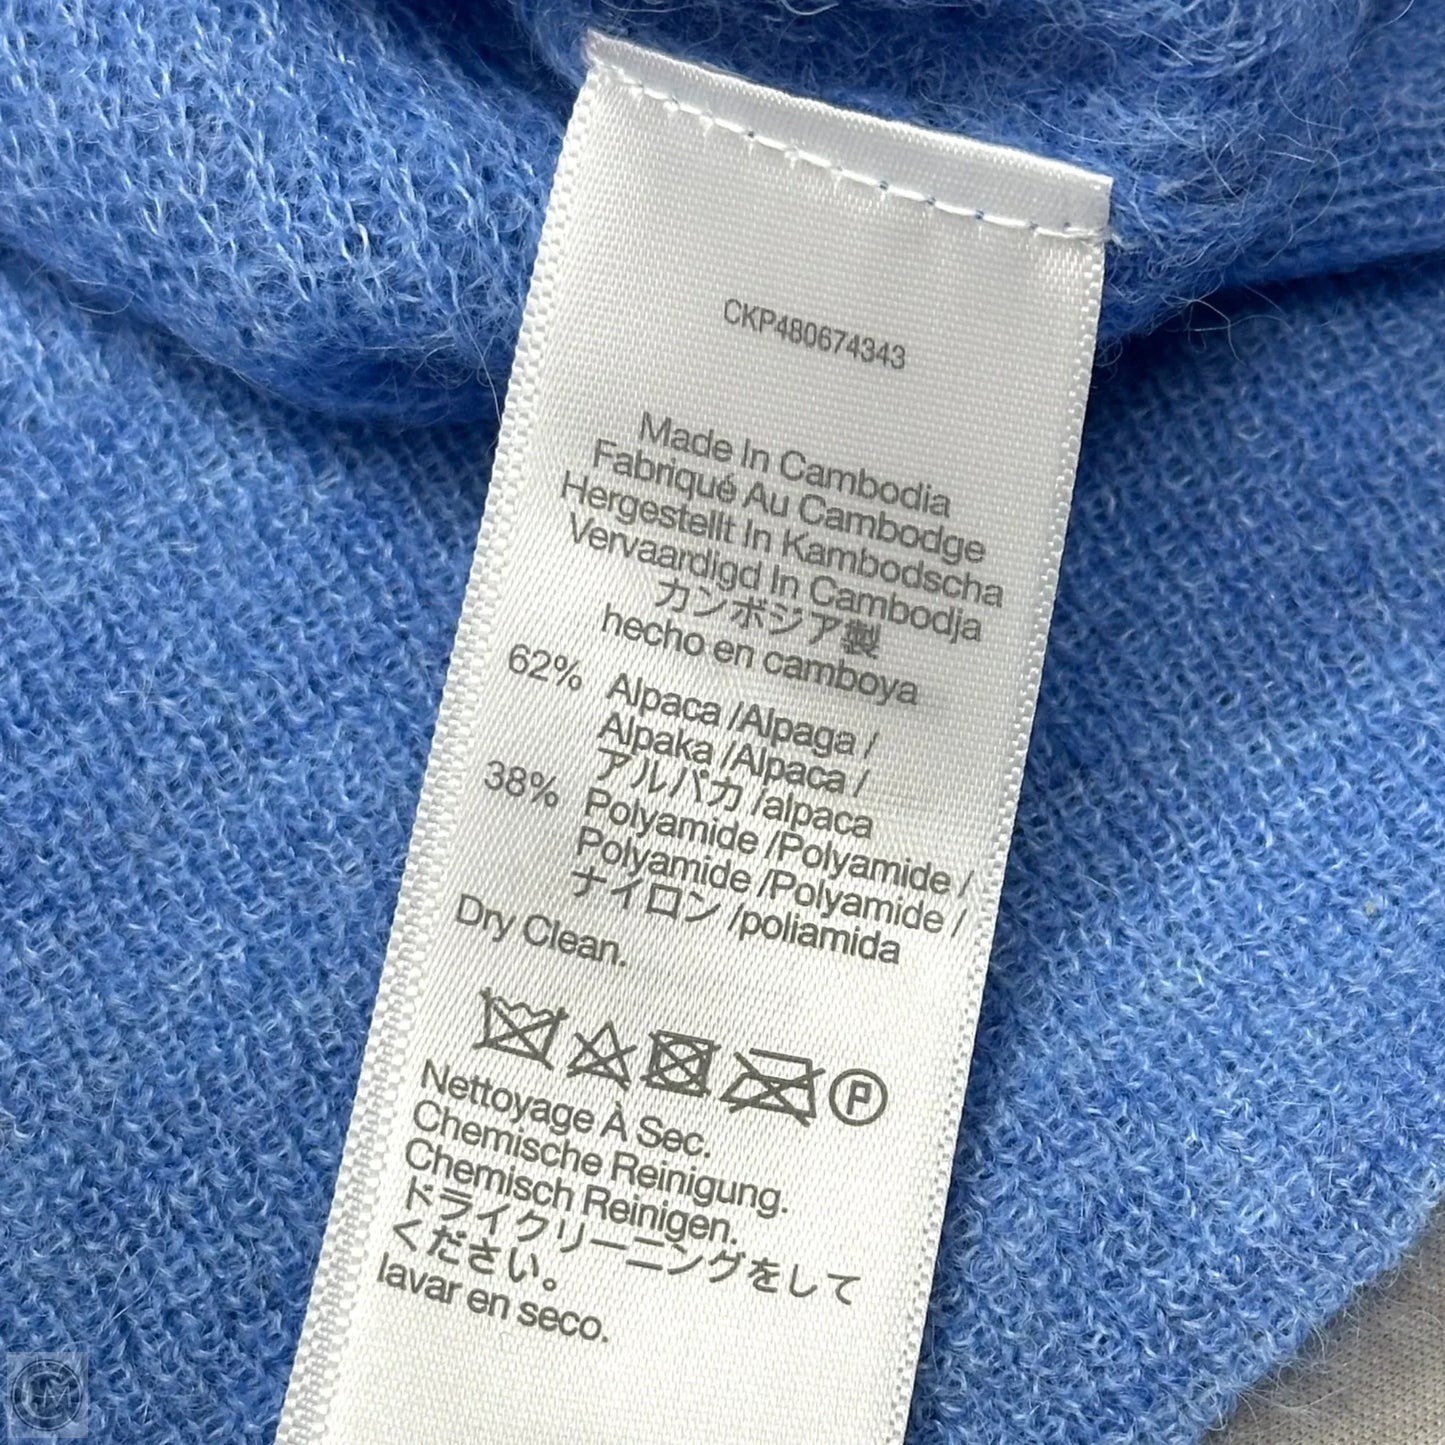 CKP480674343
Made In Cambodia
Fabriqué Au Cambodge
Hergestellt In Kambodscha
Vervaardigd In Cambodja
カンボジア製
hecho en camboya
62% Alpaca /Alpaga /
Alpaka /Alpaca /
アルパカ /alpaca
38% Polyamide /Polyamide /
Polyamide /Polyamide /
ナイロン /poliamida
Dry Clean.
P
Nettoyage À Sec.
Chemische Reinigung.
Chemisch Reinigen.
ドライクリーニングをして
ください。
lavar en seco.